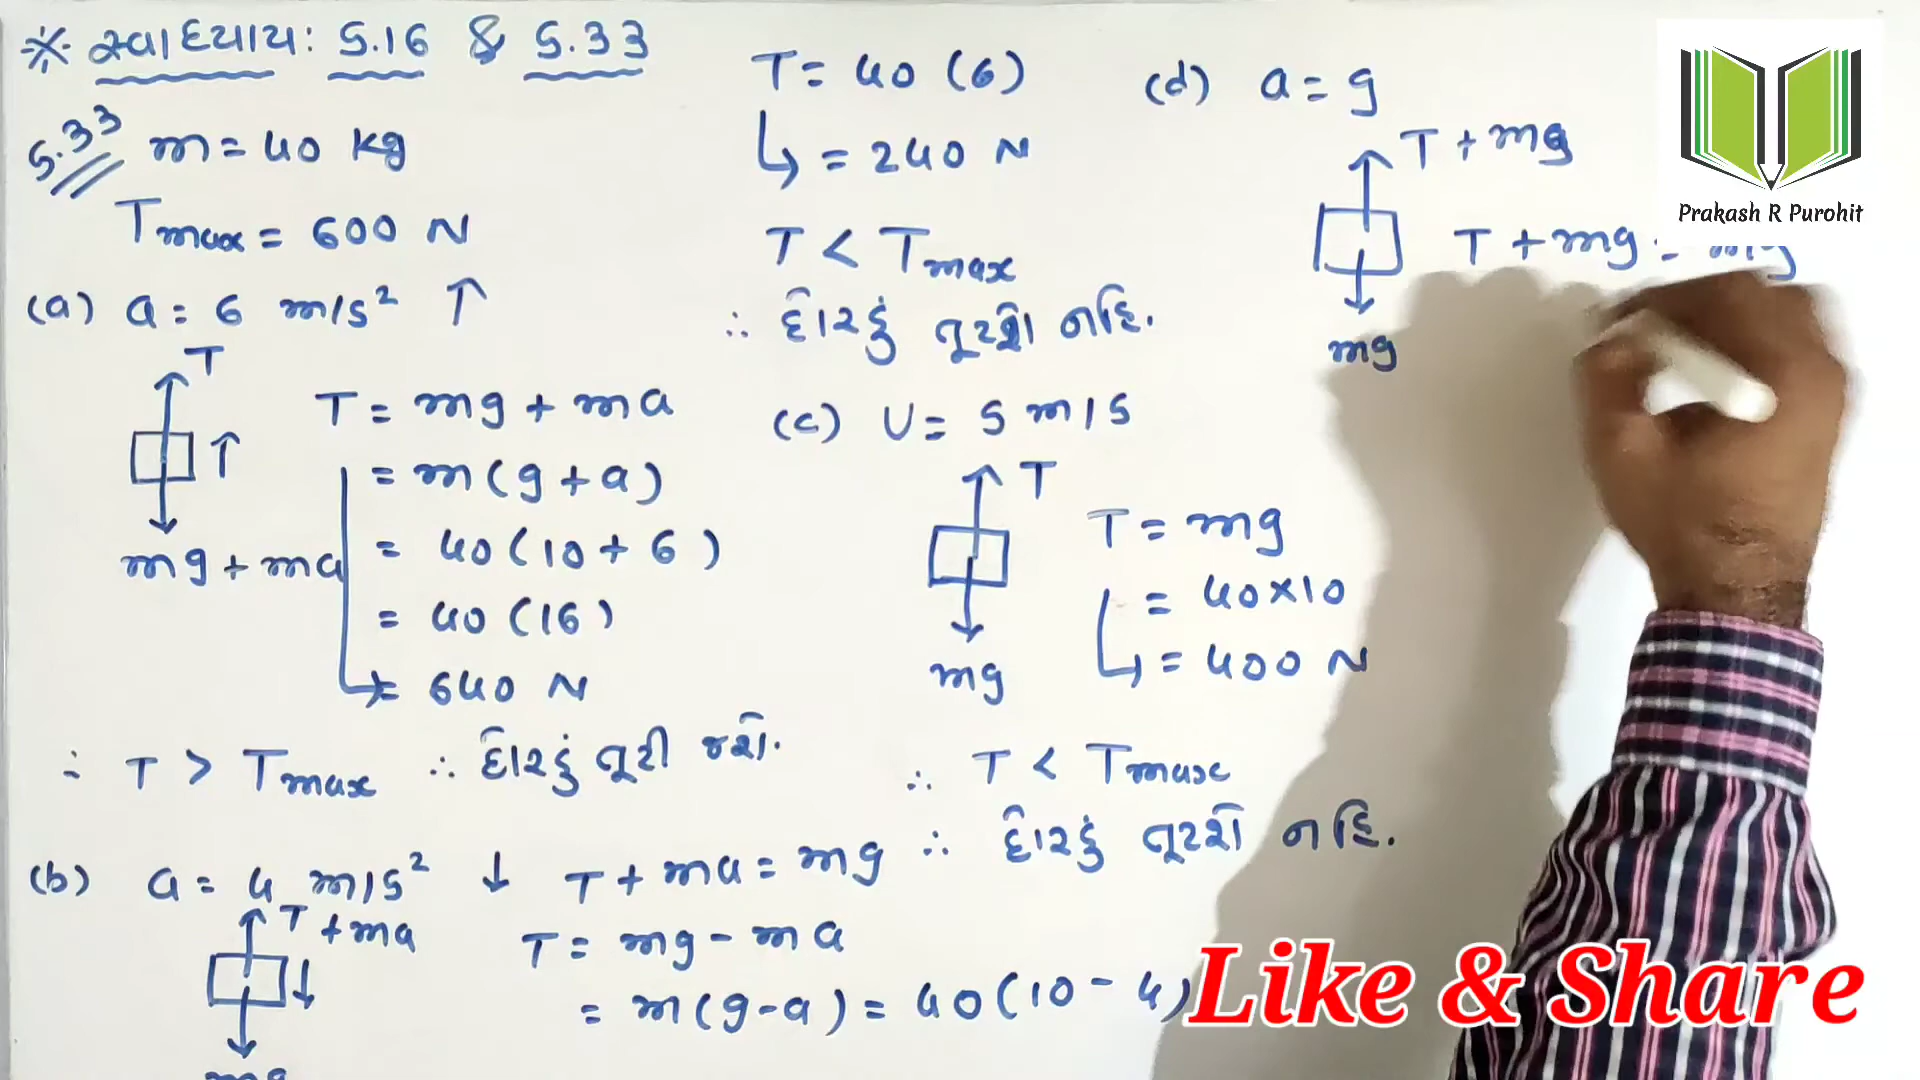 ※ સ્વાધ્યાય: 5.16 & 5.33
5.33 m = 40 kg
Tmax = 600 N
(a) a = 6 m/s² ↑
T
↑
mg + ma
T = mg + ma
= m(g + a)
= 40(10 + 6)
= 40(16)
= 640 N
∴ T > Tmax ∴ દોરડું તૂટી જશે.
(b) a = 4 m/s² ↓
T + ma
mg
T + ma = mg
T = mg - ma
= m(g-a) = 40(10 - 4)
T = 40 (6)
= 240 N
T < Tmax
∴ દોરડું તૂટશે નહિ.
(c) v = 5 m/s
T
mg
T = mg
= 40×10
= 400 N
∴ T < Tmax
∴ દોરડું તૂટશે નહિ.
(d) a = g
T + mg
mg
T + mg = mg
Prakash R Purohit
Like & Share